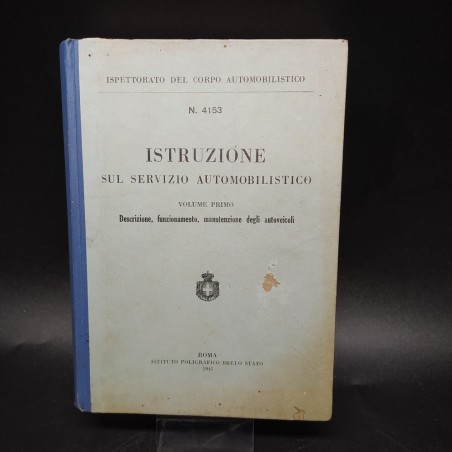 ISPETTORATO DEL CORPO AUTOMOBILISTICO
N. 4153
ISTRUZIONE
SUL SERVIZIO AUTOMOBILISTICO
VOLUME PRIMO
Descrizione, funzionamento, manutenzione degli autoveicoli
ROMA
ISTITUTO POLIGRAFICO DELLO STATO